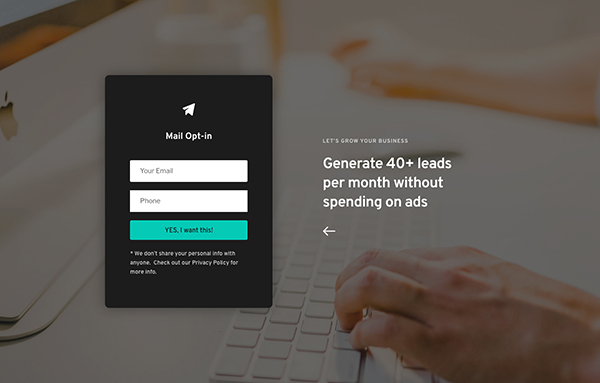 Mail Opt-in
Your Email
Phone
YES, I want this!
* We don't share your personal info with
anyone. Check out our Privacy Policy for
more info.
LET'S GROW YOUR BUSINESS
Generate 40+ leads
per month without
spending on ads